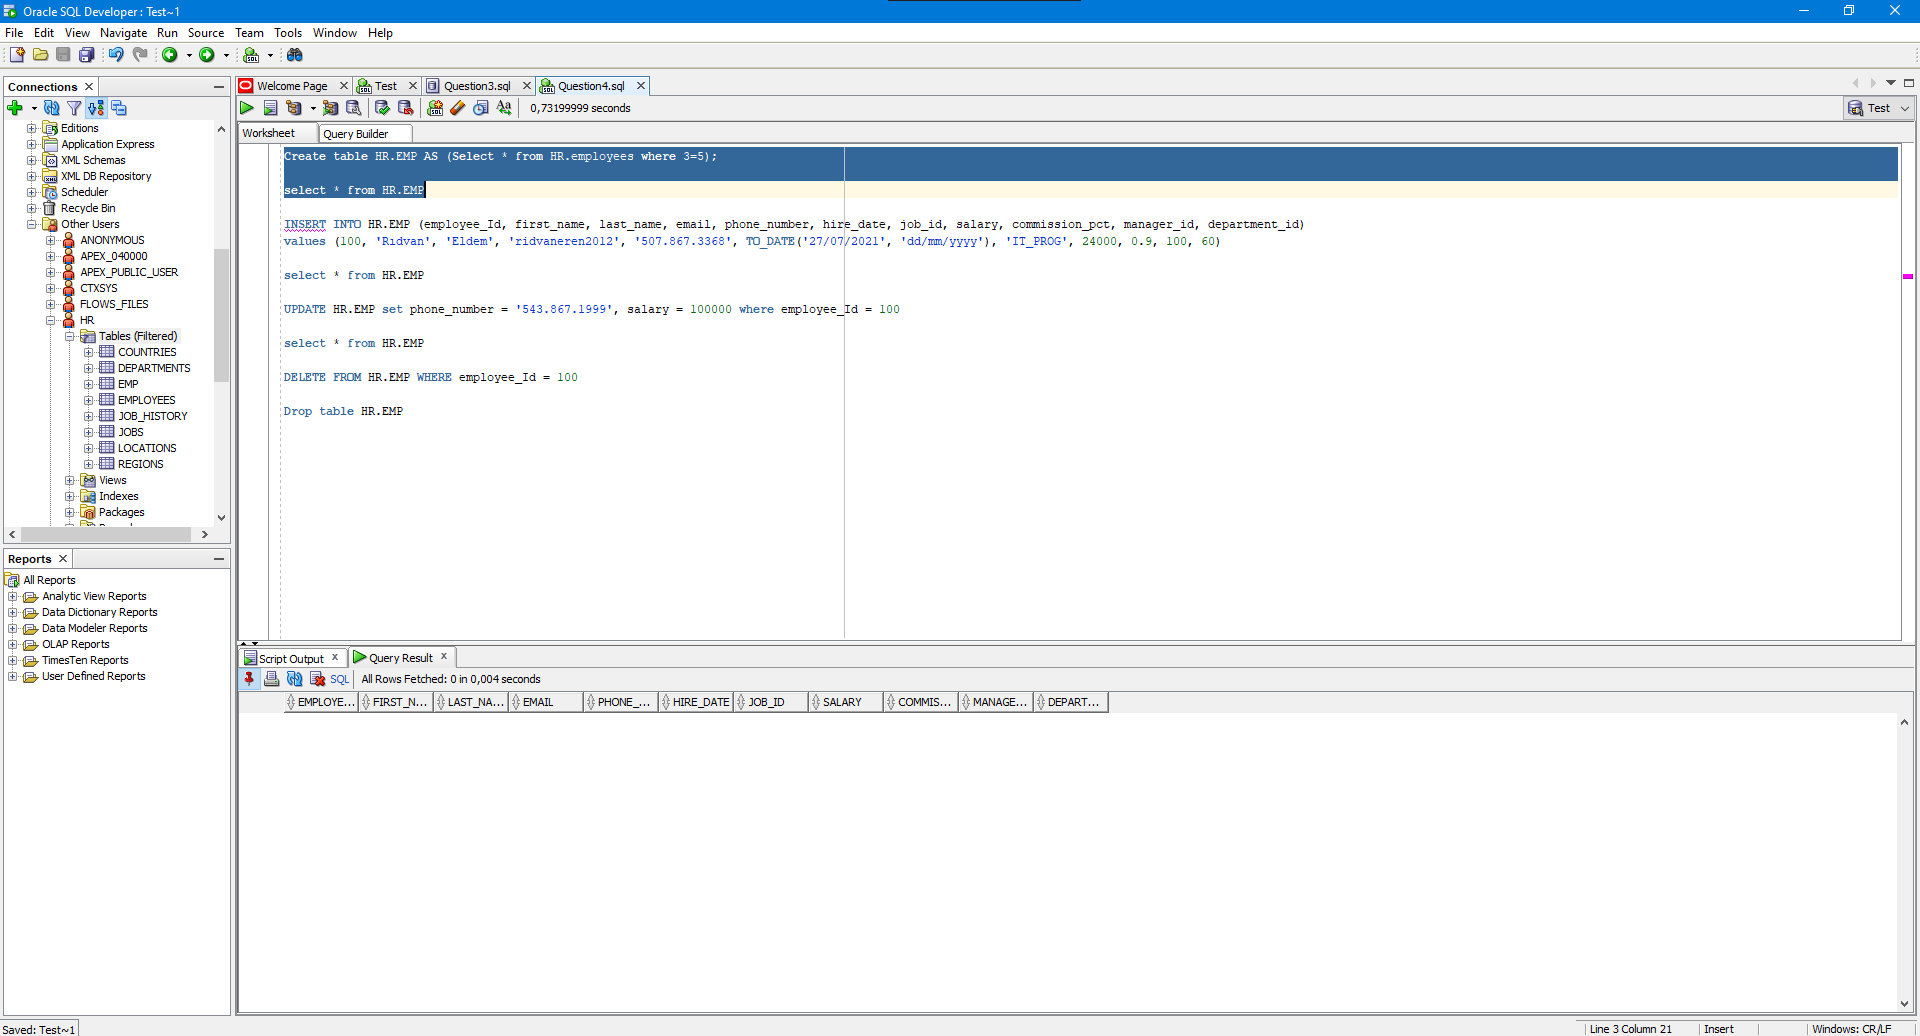 Oracle SQL Developer : Test~1
File Edit View Navigate Run Source Team Tools Window Help
Connections
Editions
Application Express
XML Schemas
XML DB Repository
Scheduler
Recycle Bin
Other Users
ANONYMOUS
APEX_040000
APEX_PUBLIC_USER
CTXSYS
FLOWS_FILES
HR
Tables (Filtered)
COUNTRIES
DEPARTMENTS
EMP
EMPLOYEES
JOB_HISTORY
JOBS
LOCATIONS
REGIONS
Views
Indexes
Packages
Reports
All Reports
Analytic View Reports
Data Dictionary Reports
Data Modeler Reports
OLAP Reports
TimesTen Reports
User Defined Reports
Welcome Page Test Question3.sql Question4.sql
0,73199999 seconds
Test
Worksheet Query Builder
Create table HR.EMP AS (Select * from HR.employees where 3=5);
select * from HR.EMP
INSERT INTO HR.EMP (employee_Id, first_name, last_name, email, phone_number, hire_date, job_id, salary, commission_pct, manager_id, department_id)
values (100, 'Rıdvan', 'Eldem', 'ridvaneren2012', '507.867.3368', TO_DATE('27/07/2021', 'dd/mm/yyyy'), 'IT_PROG', 24000, 0.9, 100, 60)
select * from HR.EMP
UPDATE HR.EMP set phone_number = '543.867.1999', salary = 100000 where employee_Id = 100
select * from HR.EMP
DELETE FROM HR.EMP WHERE employee_Id = 100
Drop table HR.EMP
Script Output Query Result
SQL All Rows Fetched: 0 in 0,004 seconds
EMPLOYE... FIRST_N... LAST_NA... EMAIL PHONE_... HIRE_DATE JOB_ID SALARY COMMIS... MANAGE... DEPART...
Saved: Test~1
Line 3 Column 21 Insert Windows: CR/LF